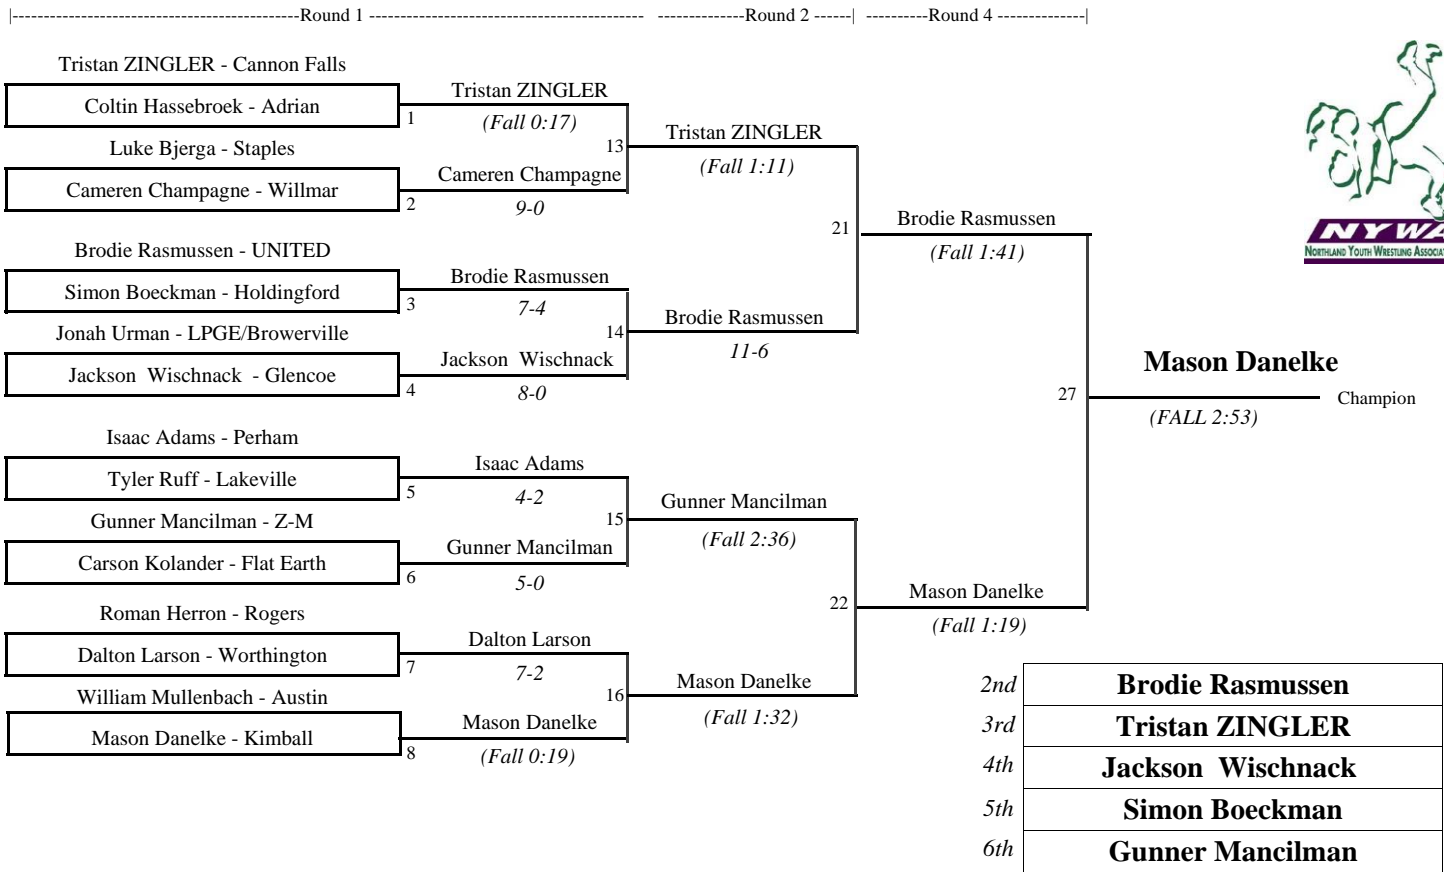 |-----------------------------------------------Round 1 --------------------------------------------- --------------Round 2 ------| ----------Round 4 --------------|
Tristan ZINGLER - Cannon Falls
Coltin Hassebroek - Adrian
1
Luke Bjerga - Staples
Cameren Champagne - Willmar
2
Brodie Rasmussen - UNITED
Simon Boeckman - Holdingford
3
Jonah Urman - LPGE/Browerville
Jackson Wischnack - Glencoe
4
Isaac Adams - Perham
Tyler Ruff - Lakeville
5
Gunner Mancilman - Z-M
Carson Kolander - Flat Earth
6
Roman Herron - Rogers
Dalton Larson - Worthington
7
William Mullenbach - Austin
Mason Danelke - Kimball
8
Tristan ZINGLER
(Fall 0:17)
13
Cameren Champagne
9-0
Brodie Rasmussen
7-4
14
Jackson Wischnack
8-0
Isaac Adams
4-2
15
Gunner Mancilman
5-0
Dalton Larson
7-2
16
Mason Danelke
(Fall 0:19)
Tristan ZINGLER
(Fall 1:11)
21
Brodie Rasmussen
11-6
Gunner Mancilman
(Fall 2:36)
22
Mason Danelke
(Fall 1:32)
Brodie Rasmussen
(Fall 1:41)
27
Mason Danelke
(Fall 1:19)
Mason Danelke
Champion
(FALL 2:53)
NYWA
NORTHLAND YOUTH WRESTLING
2nd Brodie Rasmussen
3rd Tristan ZINGLER
4th Jackson Wischnack
5th Simon Boeckman
6th Gunner Mancilman